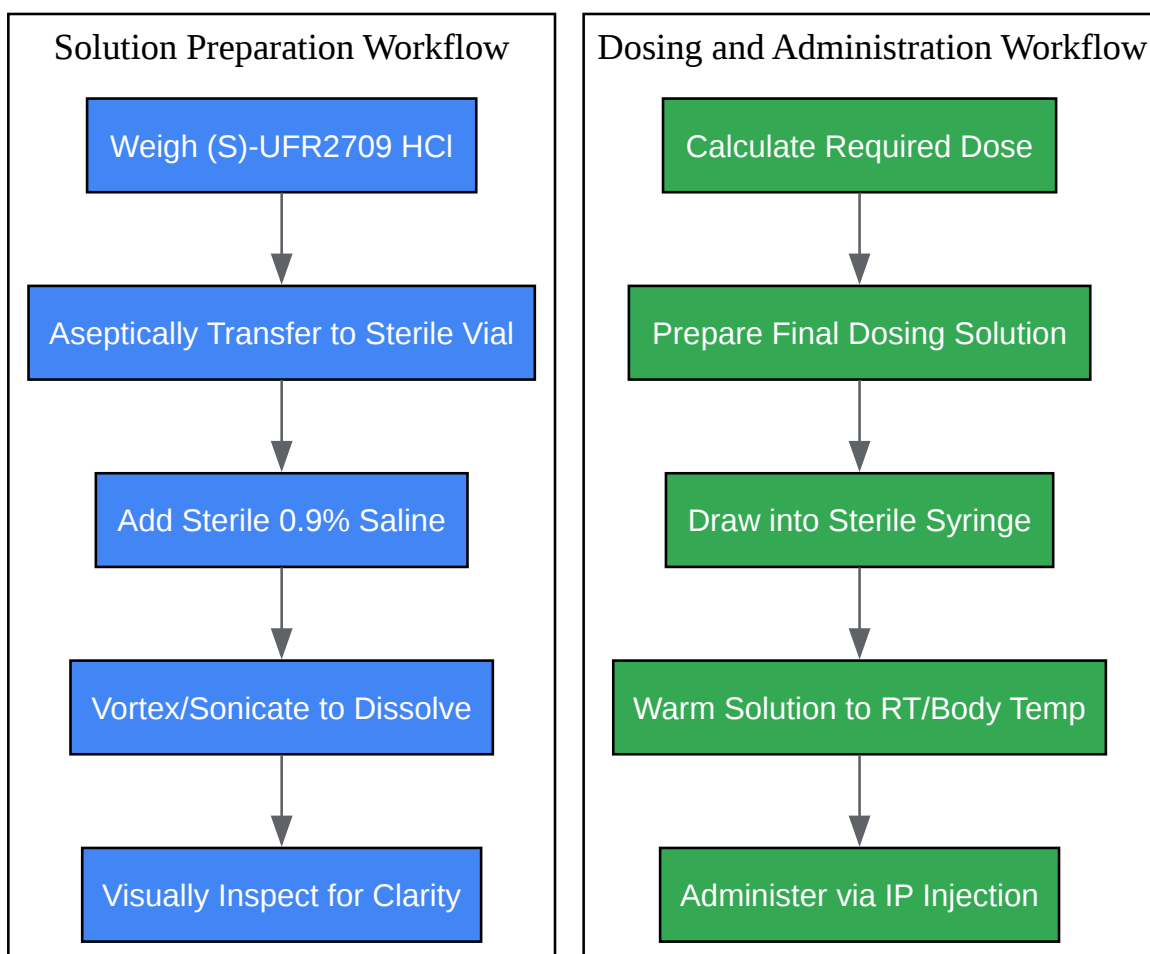 Solution Preparation Workflow
Weigh (S)-UFR2709 HCl
Aseptically Transfer to Sterile Vial
Add Sterile 0.9% Saline
Vortex/Sonicate to Dissolve
Visually Inspect for Clarity
Dosing and Administration Workflow
Calculate Required Dose
Prepare Final Dosing Solution
Draw into Sterile Syringe
Warm Solution to RT/Body Temp
Administer via IP Injection